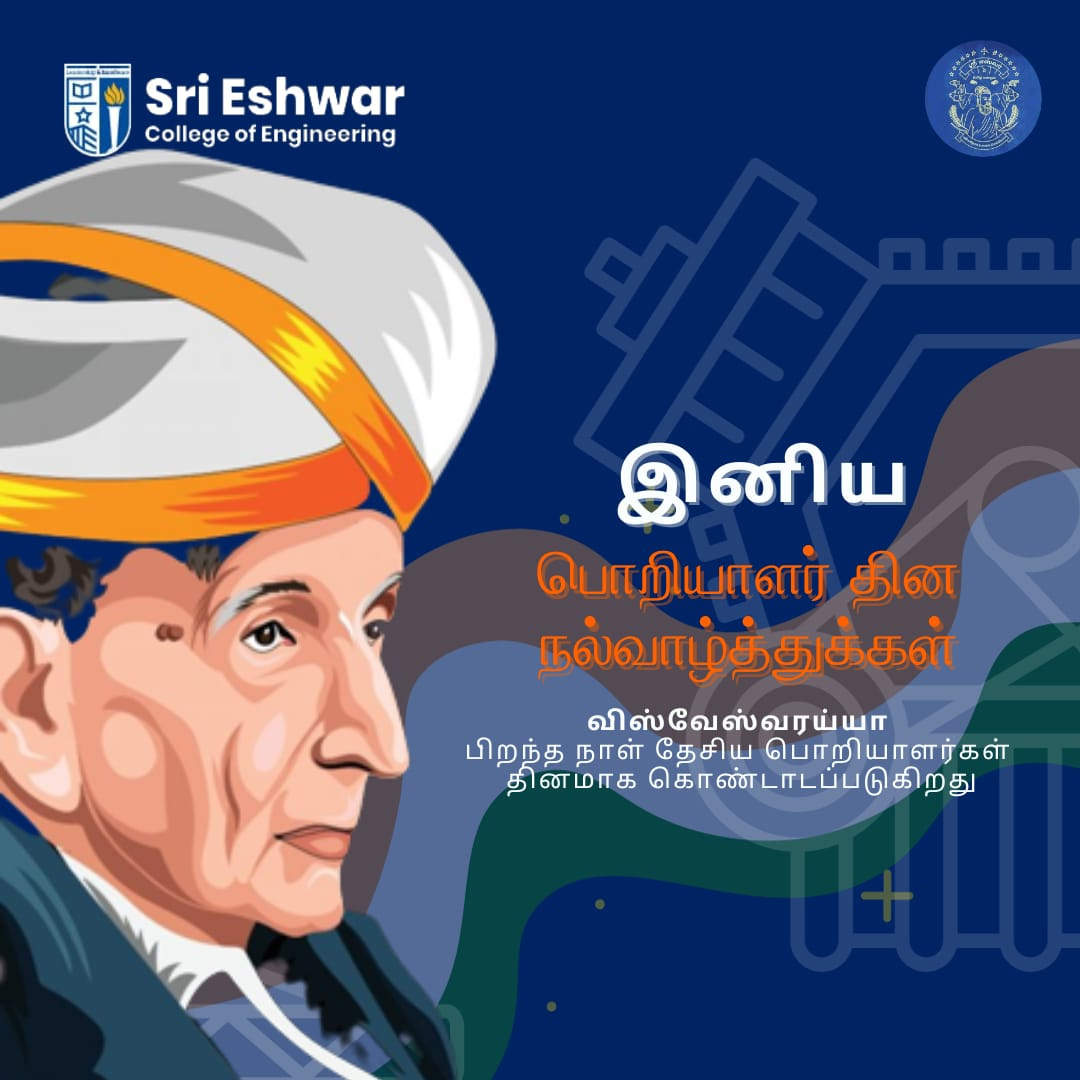 Sri Eshwar
College of Engineering
இனிய
பொறியாளர் தின
நல்வாழ்த்துக்கள்
விஸ்வேஸ்வரய்யா
பிறந்த நாள் தேசிய பொறியாளர்கள்
தினமாக கொண்டாடப்படுகிறது